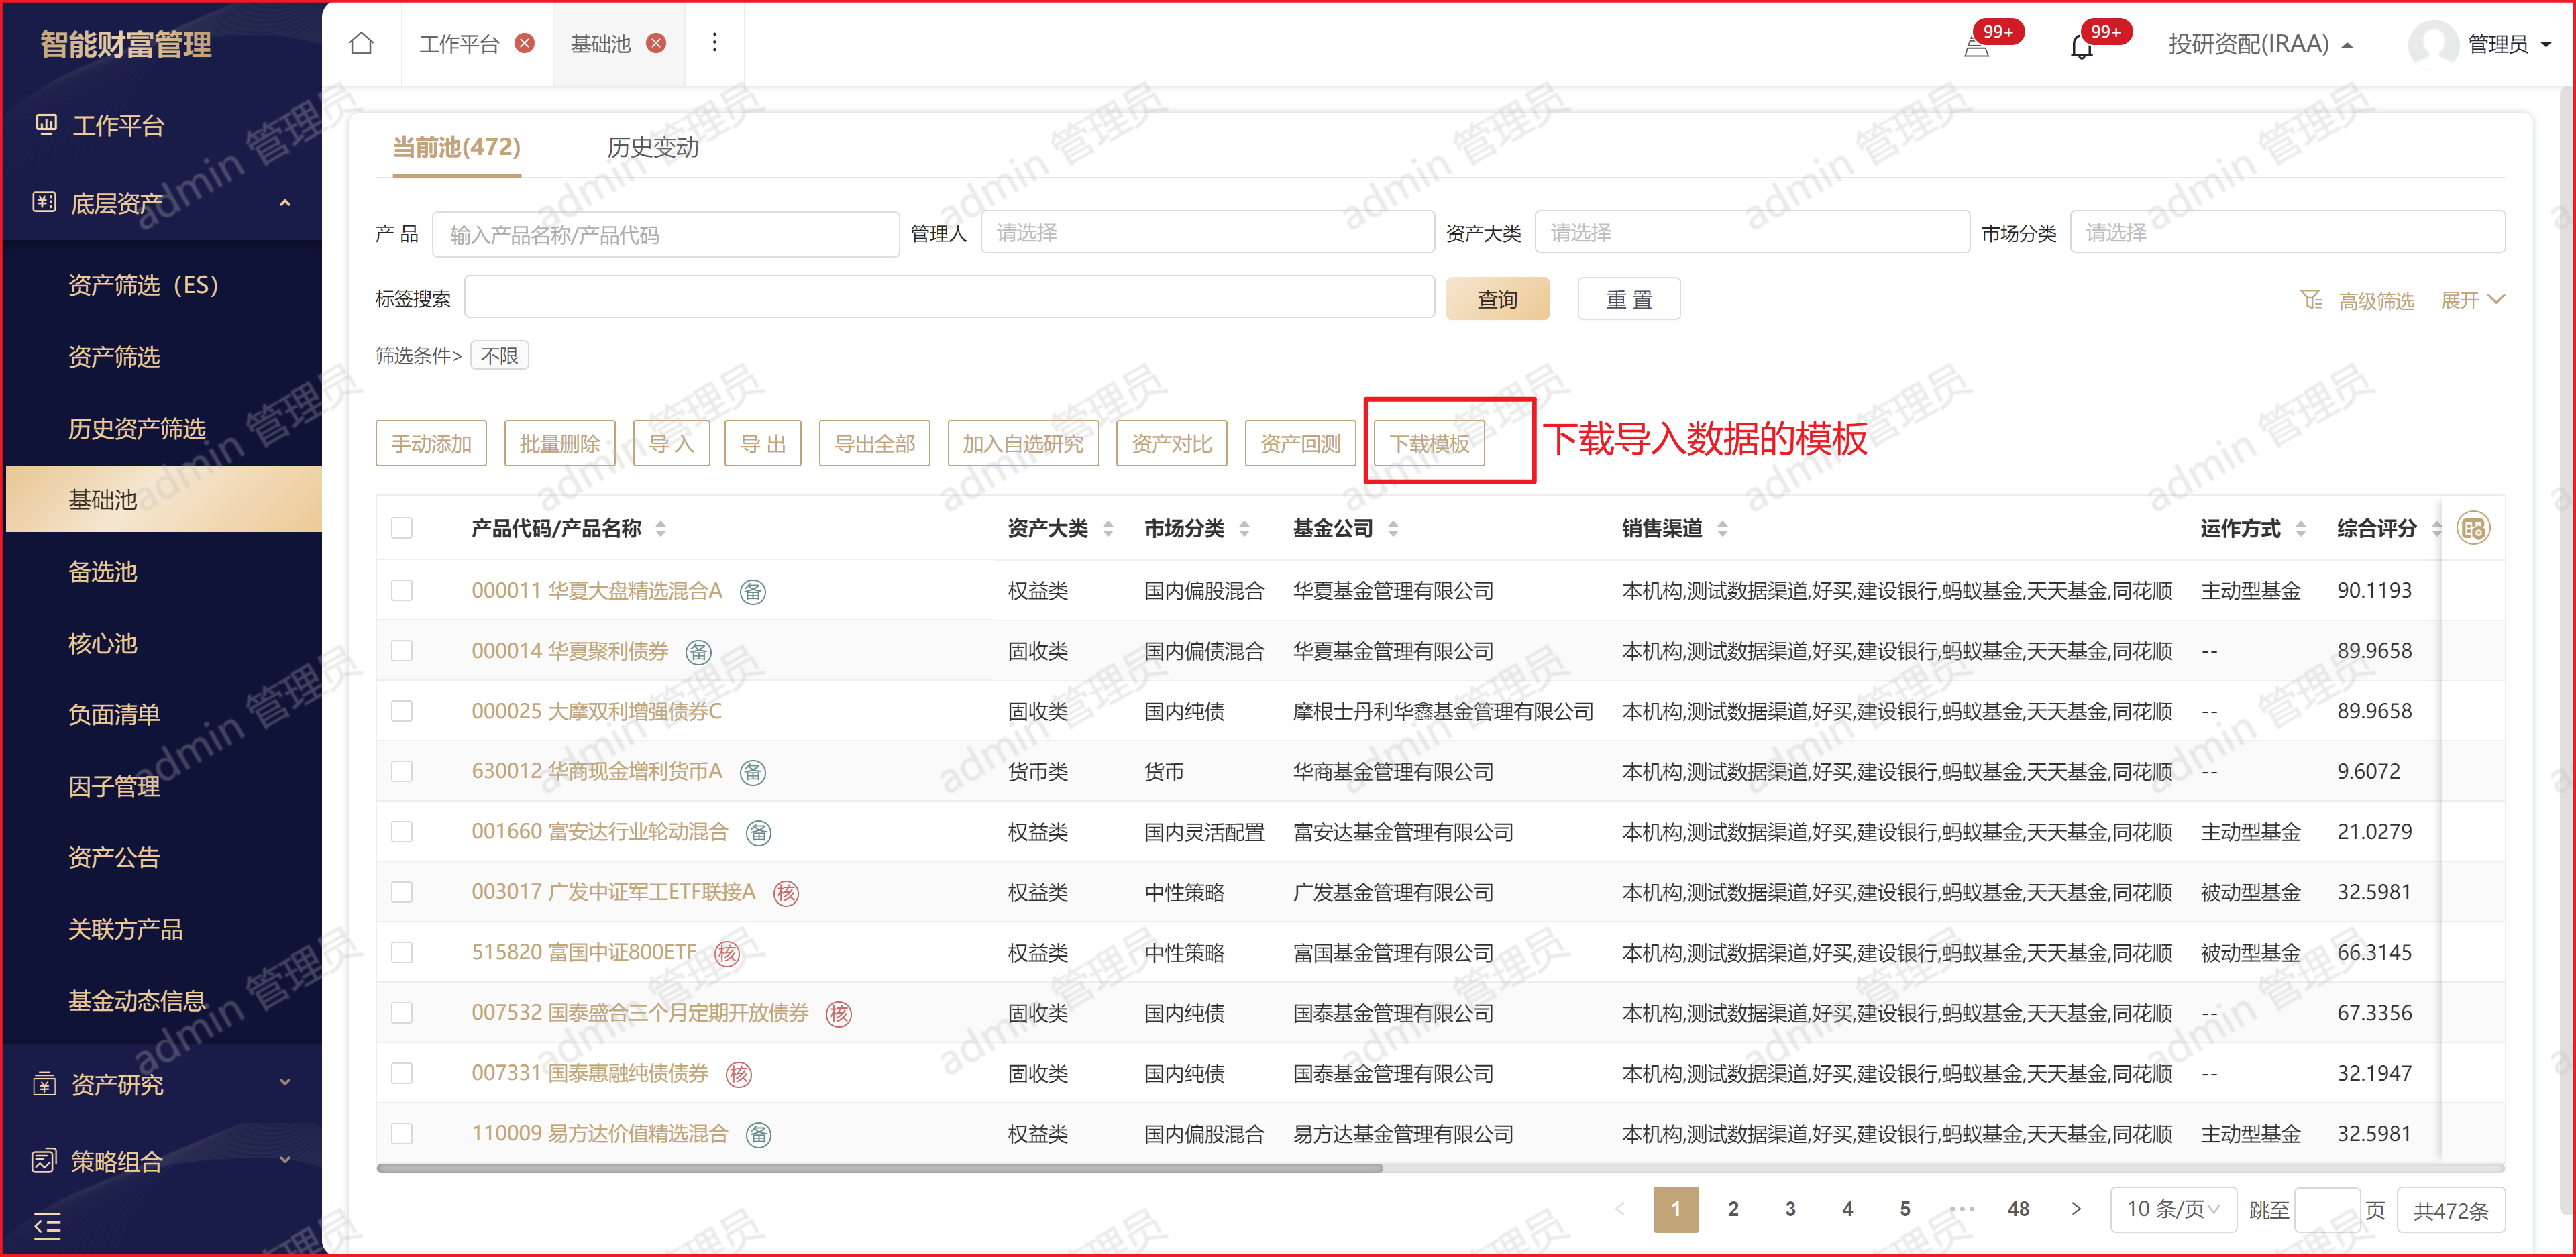 智能财富管理
工作平台
底层资产
资产筛选（ES）
资产筛选
历史资产筛选
基础池
备选池
核心池
负面清单
因子管理
资产公告
关联方产品
基金动态信息
资产研究
策略组合
工作平台 基础池 99+ 99+ 投研资配(IRAA) 管理员
当前池(472) 历史变动
产 品 输入产品名称/产品代码 管理人 请选择 资产大类 请选择 市场分类 请选择
标签搜索 查询 重 置 高级筛选 展开
筛选条件> 不限
手动添加 批量删除 导 入 导 出 导出全部 加入自选研究 资产对比 资产回测 下载模板 下载导入数据的模板
产品代码/产品名称 资产大类 市场分类 基金公司 销售渠道 运作方式 综合评分
000011 华夏大盘精选混合A 备 权益类 国内偏股混合 华夏基金管理有限公司 本机构,测试数据渠道,好买,建设银行,蚂蚁基金,天天基金,同花顺 主动型基金 90.1193
000014 华夏聚利债券 备 固收类 国内偏债混合 华夏基金管理有限公司 本机构,测试数据渠道,好买,建设银行,蚂蚁基金,天天基金,同花顺 -- 89.9658
000025 大摩双利增强债券C 固收类 国内纯债 摩根士丹利华鑫基金管理有限公司 本机构,测试数据渠道,好买,建设银行,蚂蚁基金,天天基金,同花顺 -- 89.9658
630012 华商现金增利货币A 备 货币类 货币 华商基金管理有限公司 本机构,测试数据渠道,好买,建设银行,蚂蚁基金,天天基金,同花顺 -- 9.6072
001660 富安达行业轮动混合 备 权益类 国内灵活配置 富安达基金管理有限公司 本机构,测试数据渠道,好买,建设银行,蚂蚁基金,天天基金,同花顺 主动型基金 21.0279
003017 广发中证军工ETF联接A 核 权益类 中性策略 广发基金管理有限公司 本机构,测试数据渠道,好买,建设银行,蚂蚁基金,天天基金,同花顺 被动型基金 32.5981
515820 富国中证800ETF 核 权益类 中性策略 富国基金管理有限公司 本机构,测试数据渠道,好买,建设银行,蚂蚁基金,天天基金,同花顺 被动型基金 66.3145
007532 国泰盛合三个月定期开放债券 核 固收类 国内纯债 国泰基金管理有限公司 本机构,测试数据渠道,好买,建设银行,蚂蚁基金,天天基金,同花顺 -- 67.3356
007331 国泰惠融纯债债券 核 固收类 国内纯债 国泰基金管理有限公司 本机构,测试数据渠道,好买,建设银行,蚂蚁基金,天天基金,同花顺 -- 32.1947
110009 易方达价值精选混合 备 权益类 国内偏股混合 易方达基金管理有限公司 本机构,测试数据渠道,好买,建设银行,蚂蚁基金,天天基金,同花顺 主动型基金 32.5981
< 1 2 3 4 5 ••• 48 > 10 条/页 跳至 页 共472条
admin 管理员